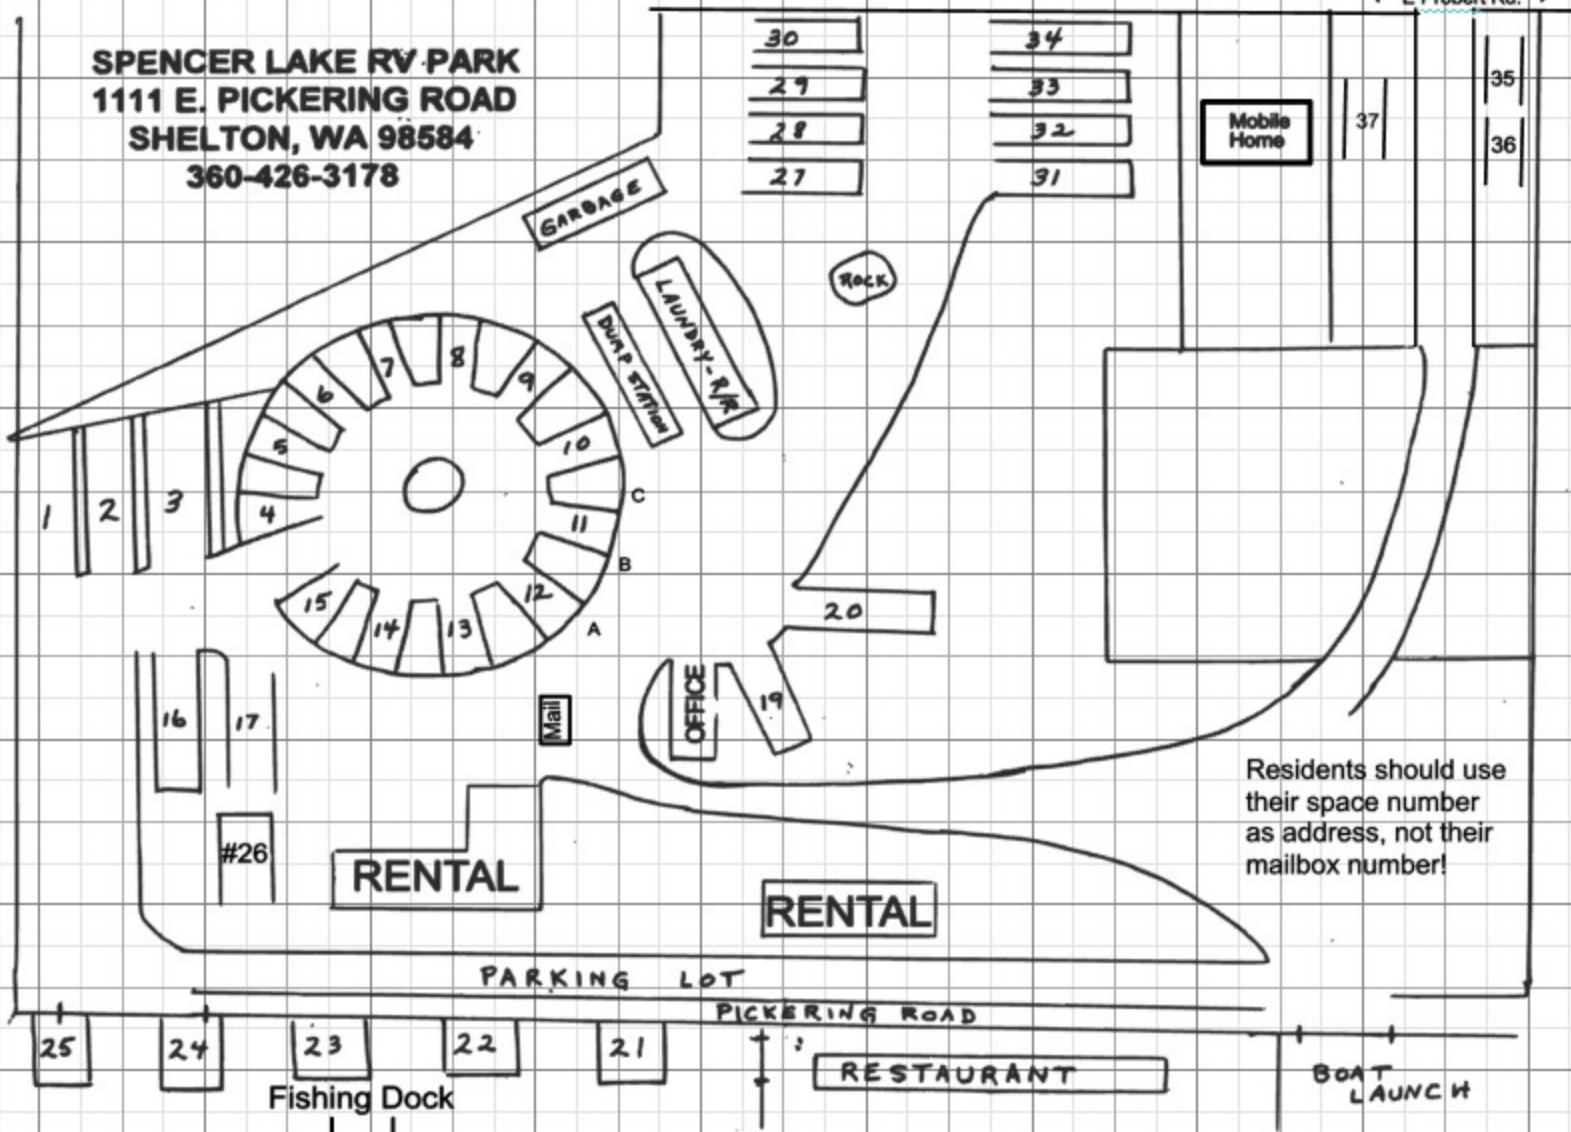 SPENCER LAKE RV PARK
1111 E. PICKERING ROAD
SHELTON, WA 98584
360-426-3178
30
29
28
27
34
33
32
31
Mobile
Home
37
35
36
GARBAGE
LAUNDRY-R/R
DUMP STATION
ROCK
1
2
3
4
5
6
7
8
9
10
11
12
13
14
15
C
B
A
16
17
#26
Mail
OFFICE
19
20
RENTAL
RENTAL
Residents should use
their space number
as address, not their
mailbox number!
PARKING LOT
PICKERING ROAD
25
24
23
22
21
RESTAURANT
BOAT
LAUNCH
Fishing Dock